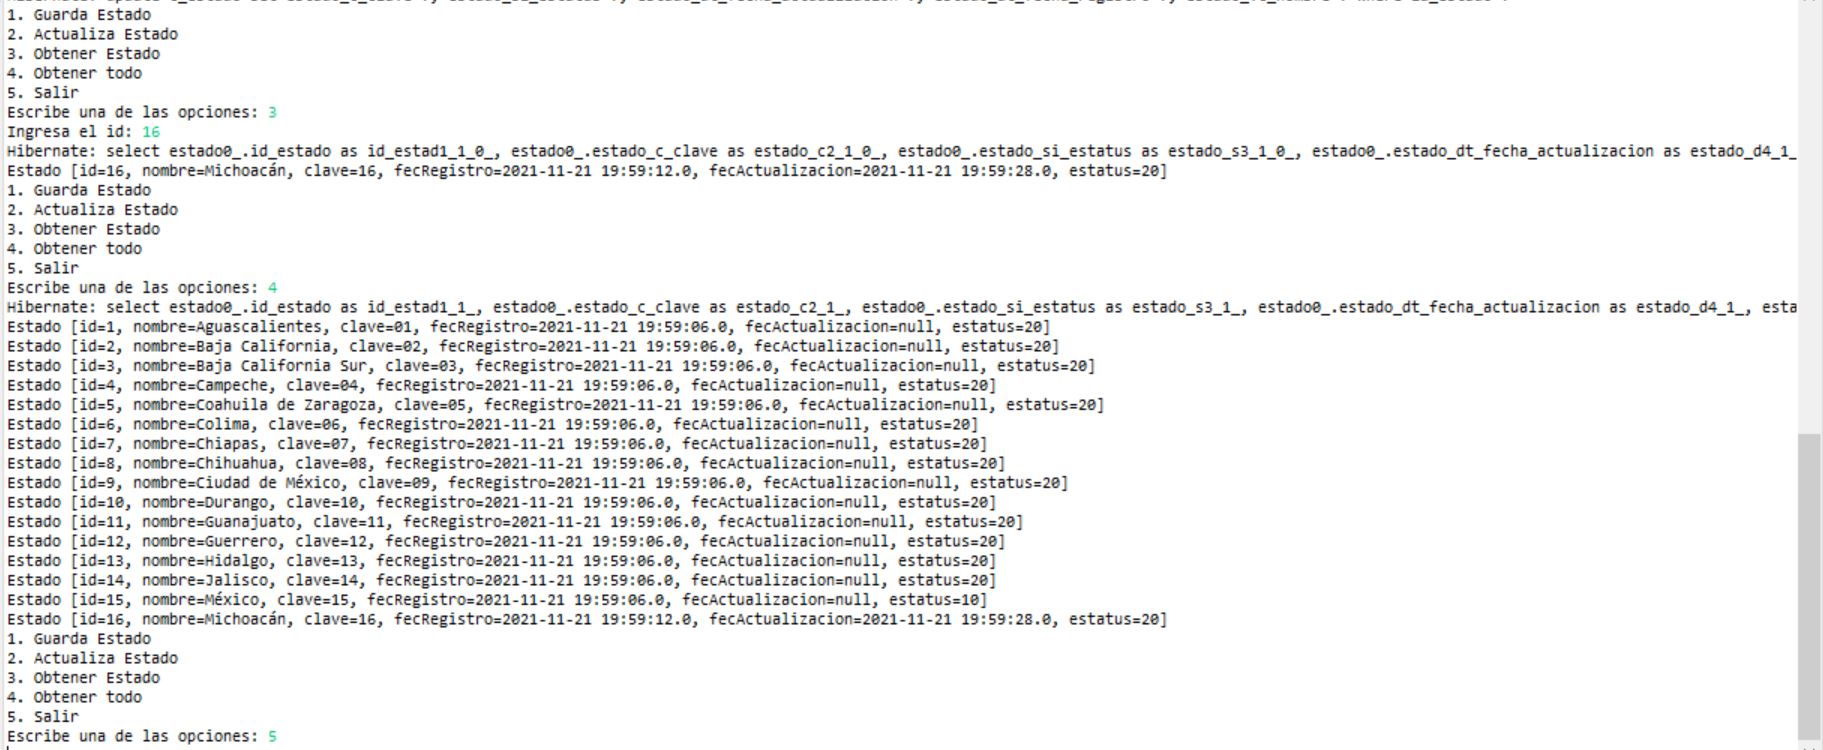 1. Guarda Estado
2. Actualiza Estado
3. Obtener Estado
4. Obtener todo
5. Salir
Escribe una de las opciones: 3
Ingresa el id: 16
Hibernate: select estado0_.id_estado as id_estad1_1_0_, estado0_.estado_c_clave as estado_c2_1_0_, estado0_.estado_si_estatus as estado_s3_1_0_, estado0_.estado_dt_fecha_actualizacion as estado_d4_1_
Estado [id=16, nombre=Michoacán, clave=16, fecRegistro=2021-11-21 19:59:12.0, fecActualizacion=2021-11-21 19:59:28.0, estatus=20]
1. Guarda Estado
2. Actualiza Estado
3. Obtener Estado
4. Obtener todo
5. Salir
Escribe una de las opciones: 4
Hibernate: select estado0_.id_estado as id_estad1_1_, estado0_.estado_c_clave as estado_c2_1_, estado0_.estado_si_estatus as estado_s3_1_, estado0_.estado_dt_fecha_actualizacion as estado_d4_1_, esta
Estado [id=1, nombre=Aguascalientes, clave=01, fecRegistro=2021-11-21 19:59:06.0, fecActualizacion=null, estatus=20]
Estado [id=2, nombre=Baja California, clave=02, fecRegistro=2021-11-21 19:59:06.0, fecActualizacion=null, estatus=20]
Estado [id=3, nombre=Baja California Sur, clave=03, fecRegistro=2021-11-21 19:59:06.0, fecActualizacion=null, estatus=20]
Estado [id=4, nombre=Campeche, clave=04, fecRegistro=2021-11-21 19:59:06.0, fecActualizacion=null, estatus=20]
Estado [id=5, nombre=Coahuila de Zaragoza, clave=05, fecRegistro=2021-11-21 19:59:06.0, fecActualizacion=null, estatus=20]
Estado [id=6, nombre=Colima, clave=06, fecRegistro=2021-11-21 19:59:06.0, fecActualizacion=null, estatus=20]
Estado [id=7, nombre=Chiapas, clave=07, fecRegistro=2021-11-21 19:59:06.0, fecActualizacion=null, estatus=20]
Estado [id=8, nombre=Chihuahua, clave=08, fecRegistro=2021-11-21 19:59:06.0, fecActualizacion=null, estatus=20]
Estado [id=9, nombre=Ciudad de México, clave=09, fecRegistro=2021-11-21 19:59:06.0, fecActualizacion=null, estatus=20]
Estado [id=10, nombre=Durango, clave=10, fecRegistro=2021-11-21 19:59:06.0, fecActualizacion=null, estatus=20]
Estado [id=11, nombre=Guanajuato, clave=11, fecRegistro=2021-11-21 19:59:06.0, fecActualizacion=null, estatus=20]
Estado [id=12, nombre=Guerrero, clave=12, fecRegistro=2021-11-21 19:59:06.0, fecActualizacion=null, estatus=20]
Estado [id=13, nombre=Hidalgo, clave=13, fecRegistro=2021-11-21 19:59:06.0, fecActualizacion=null, estatus=20]
Estado [id=14, nombre=Jalisco, clave=14, fecRegistro=2021-11-21 19:59:06.0, fecActualizacion=null, estatus=20]
Estado [id=15, nombre=México, clave=15, fecRegistro=2021-11-21 19:59:06.0, fecActualizacion=null, estatus=10]
Estado [id=16, nombre=Michoacán, clave=16, fecRegistro=2021-11-21 19:59:12.0, fecActualizacion=2021-11-21 19:59:28.0, estatus=20]
1. Guarda Estado
2. Actualiza Estado
3. Obtener Estado
4. Obtener todo
5. Salir
Escribe una de las opciones: 5